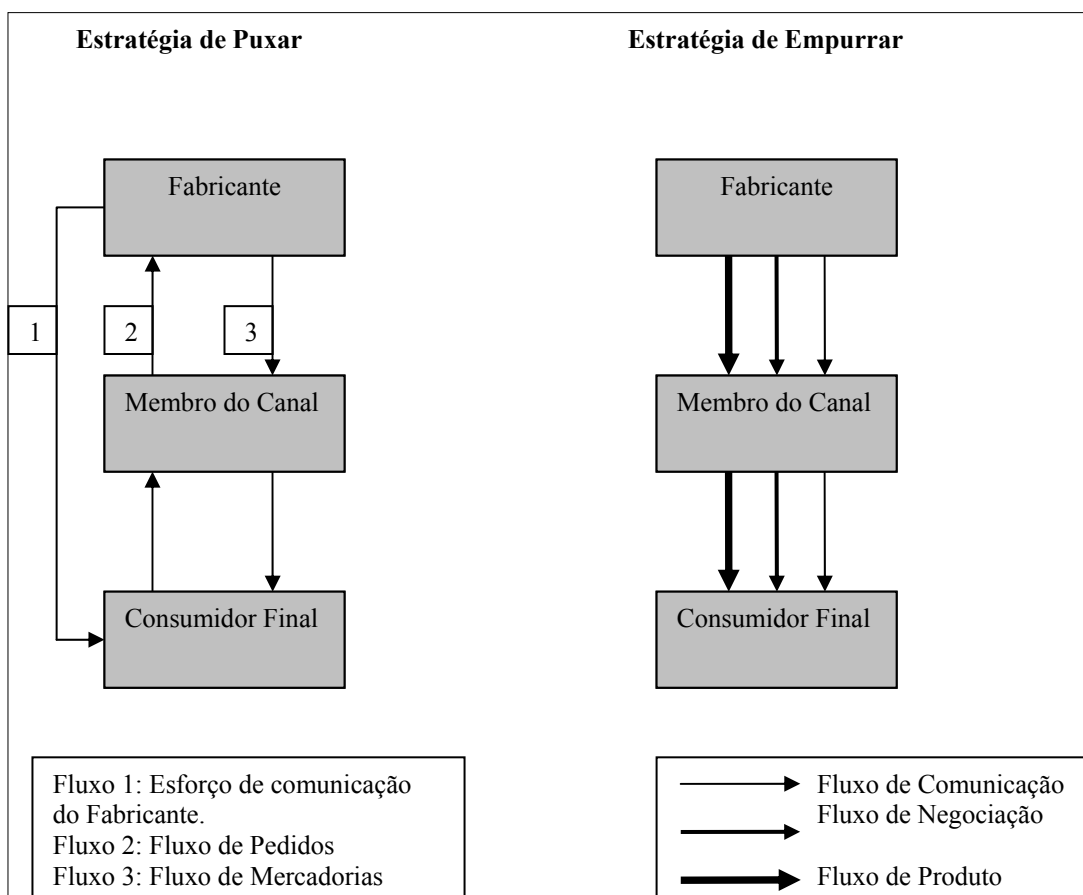 Estratégia de Puxar
Estratégia de Empurrar
Fabricante
1
2
3
Membro do Canal
Consumidor Final
Fabricante
Membro do Canal
Consumidor Final
Fluxo 1: Esforço de comunicação
do Fabricante.
Fluxo 2: Fluxo de Pedidos
Fluxo 3: Fluxo de Mercadorias
Fluxo de Comunicação
Fluxo de Negociação
Fluxo de Produto